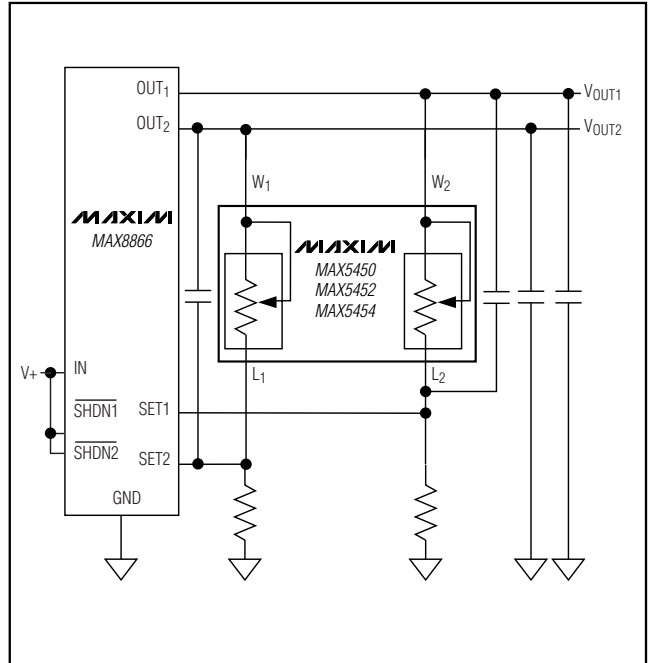 OUT1
VOUT1
OUT2
VOUT2
W1
W2
MAXIM
MAX8866
MAXIM
MAX5450
MAX5452
MAX5454
V+
IN
L1
L2
SHDN1
SET1
SHDN2
SET2
GND